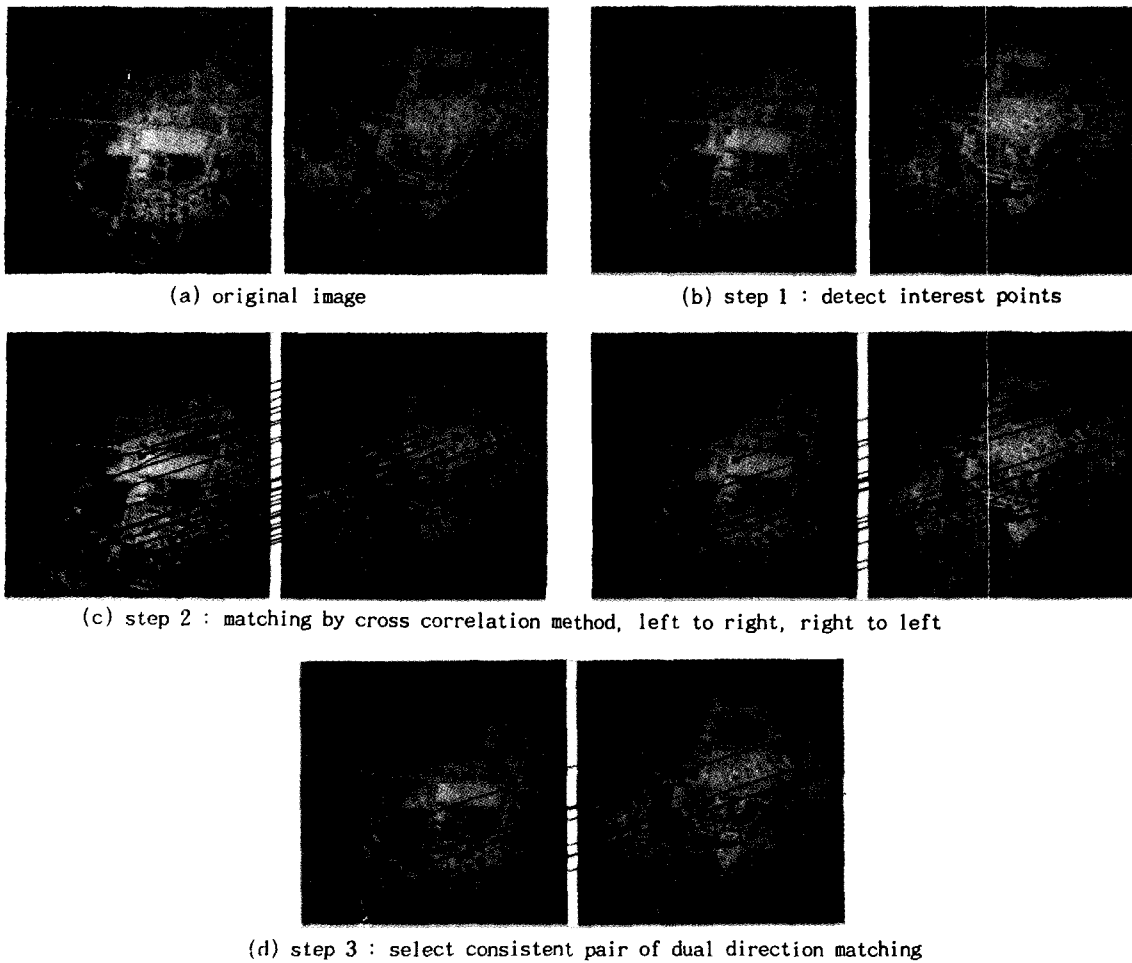 (a) original image
(b) step 1 : detect interest points
(c) step 2 : matching by cross correlation method, left to right, right to left
(d) step 3 : select consistent pair of dual direction matching